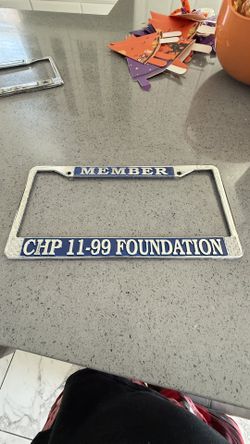 MEMBER
CHP 11-99 FOUNDATION